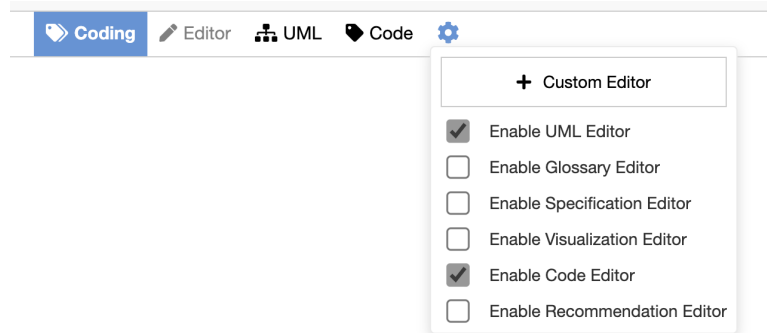 Coding Editor UML Code
Custom Editor
Enable UML Editor
Enable Glossary Editor
Enable Specification Editor
Enable Visualization Editor
Enable Code Editor
Enable Recommendation Editor